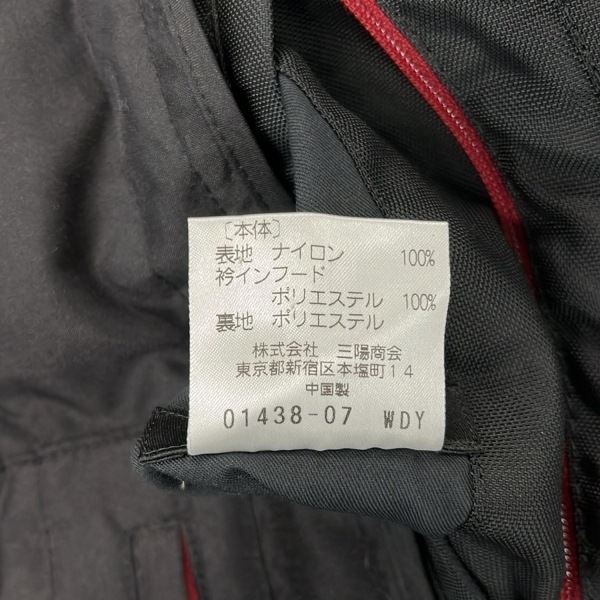 〔本体〕
表地 ナイロン 100%
衿インフード
ポリエステル 100%
裏地 ポリエステル
株式会社 三陽商会
東京都新宿区本塩町14
中国製
01438-07 WDY